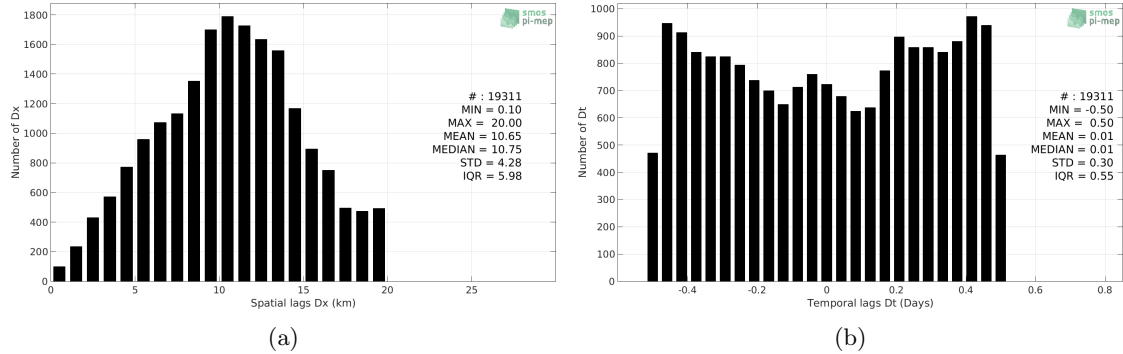 1800
1600
1400
1200
1000
800
600
400
200
0
Number of Dx
smos
pi-mep
# : 19311
MIN = 0.10
MAX = 20.00
MEAN = 10.65
MEDIAN = 10.75
STD = 4.28
IQR = 5.98
0 5 10 15 20 25
Spatial lags Dx (km)
(a)
1000
900
800
700
600
500
400
300
200
100
0
Number of Dt
smos
pi-mep
# : 19311
MIN = -0.50
MAX = 0.50
MEAN = 0.01
MEDIAN = 0.01
STD = 0.30
IQR = 0.55
-0.4 -0.2 0 0.2 0.4 0.6 0.8
Temporal lags Dt (Days)
(b)